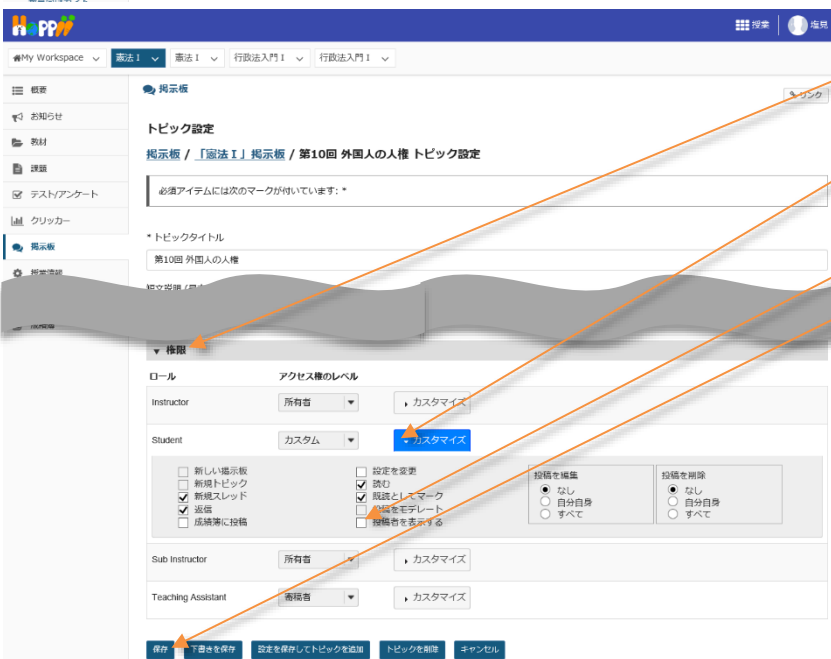 Hoppii 授業 塩見
My Workspace 憲法 I 憲法 I 行政法入門 I 行政法入門 I
概要
お知らせ
教材
課題
テスト/アンケート
クリッカー
掲示板
授業情報
成績簿
掲示板
リンク
トピック設定
掲示板 / 「憲法 I」掲示板 / 第10回 外国人の人権 トピック設定
必須アイテムには次のマークが付いています: *
* トピックタイトル
第10回 外国人の人権
短文説明
▼ 権限
ロール アクセス権のレベル
Instructor 所有者 カスタマイズ
Student カスタム カスタマイズ
新しい掲示板 設定を変更 投稿を編集 投稿を削除
新規トピック 読む なし なし
新規スレッド 既読としてマーク 自分自身 自分自身
返信 投稿をモデレート すべて すべて
成績簿に投稿 投稿者を表示する
Sub Instructor 所有者 カスタマイズ
Teaching Assistant 寄稿者 カスタマイズ
保存 下書きを保存 設定を保存してトピックを追加 トピックを削除 キャンセル